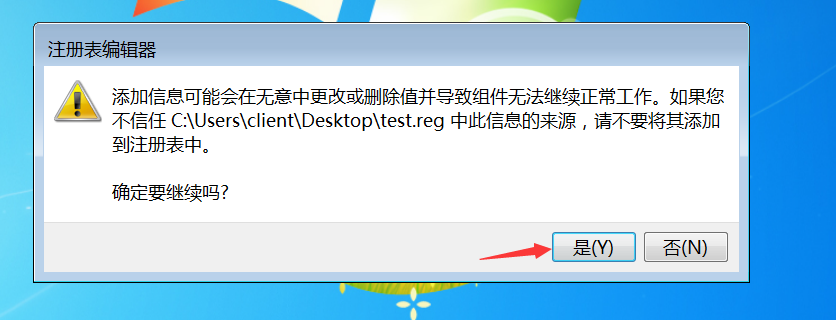 注册表编辑器
添加信息可能会在无意中更改或删除值并导致组件无法继续正常工作。如果您
不信任 C:\Users\client\Desktop\test.reg 中此信息的来源，请不要将其添加
到注册表中。
确定要继续吗?
是(Y)
否(N)